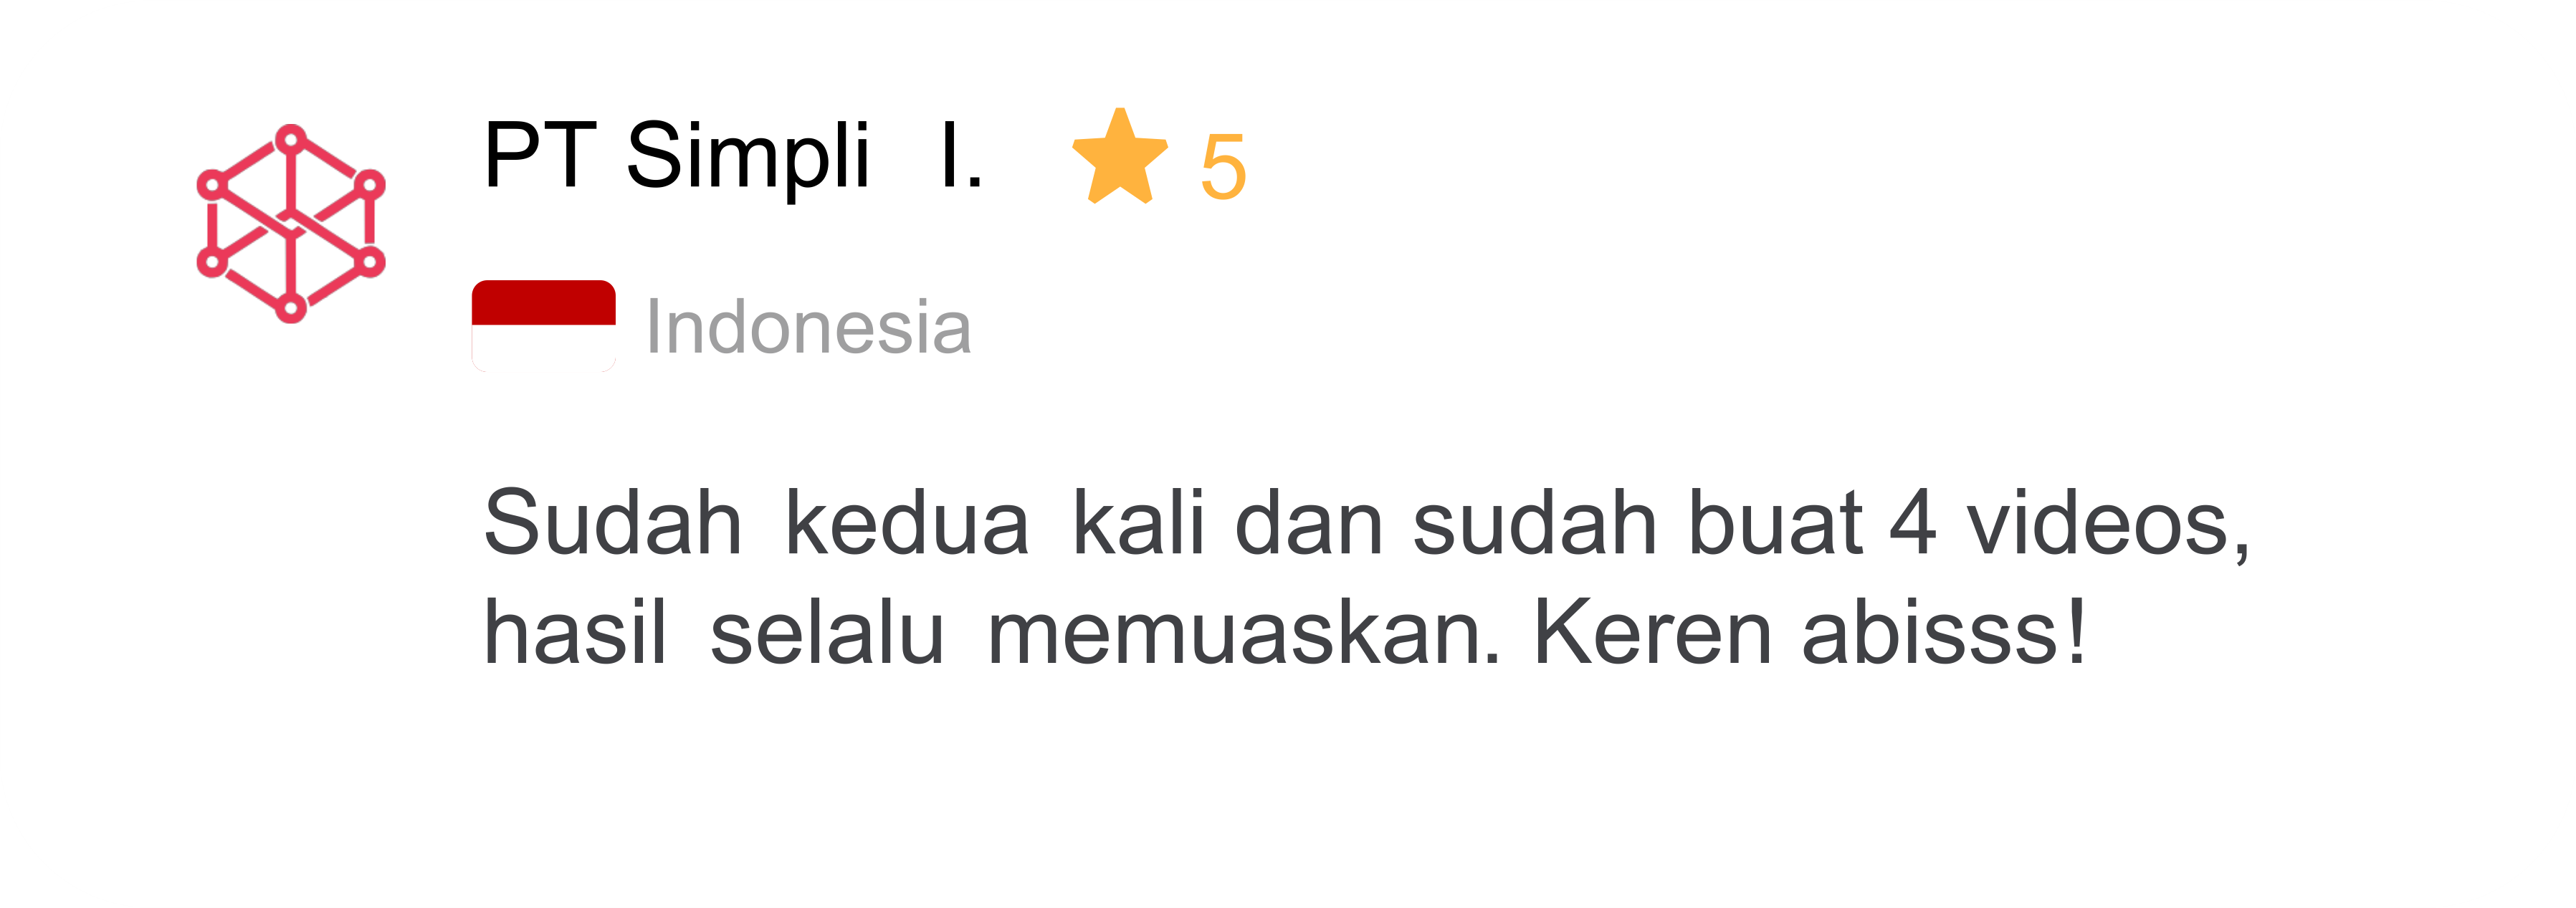 PT Simpli I. 5
Indonesia
Sudah kedua kali dan sudah buat 4 videos,
hasil selalu memuaskan. Keren abisss!